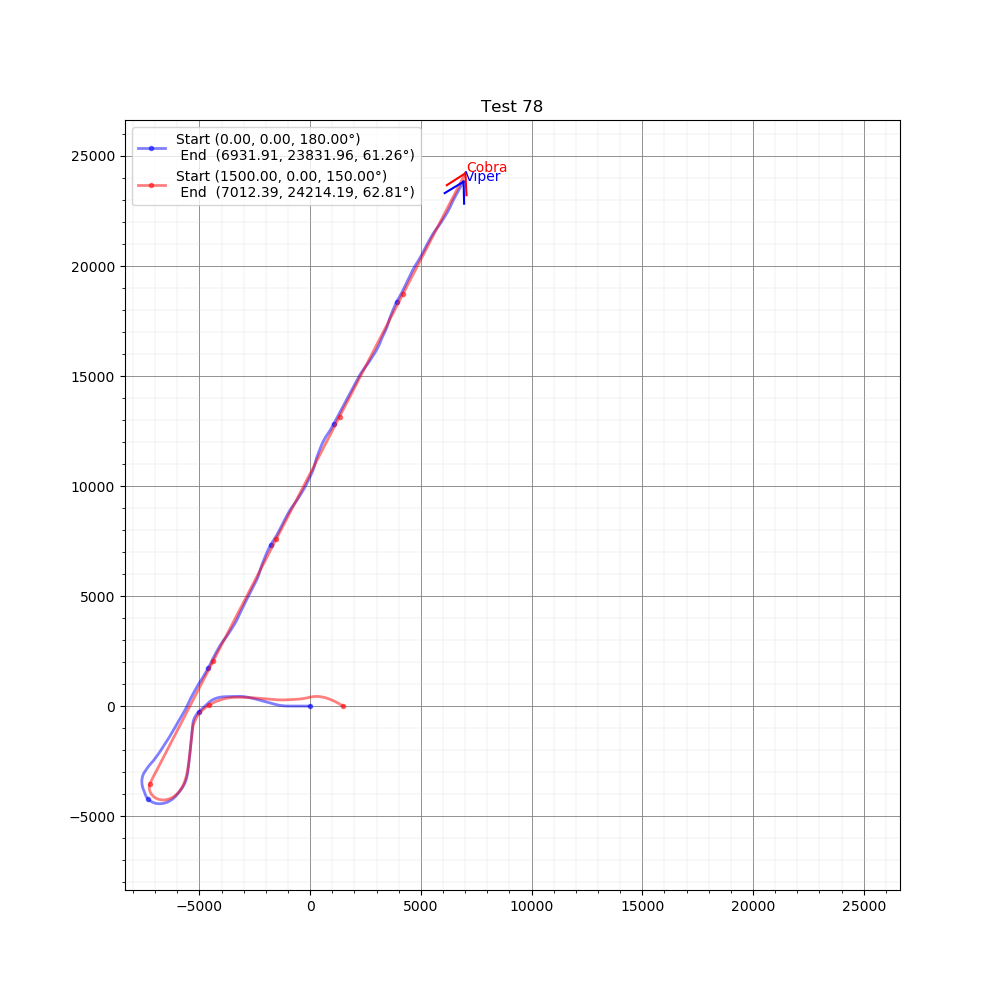 Test 78
Start (0.00, 0.00, 180.00°)
End  (6931.91, 23831.96, 61.26°)
Start (1500.00, 0.00, 150.00°)
End  (7012.39, 24214.19, 62.81°)
Cobra
Viper
25000
20000
15000
10000
5000
0
−5000
−5000
0
5000
10000
15000
20000
25000